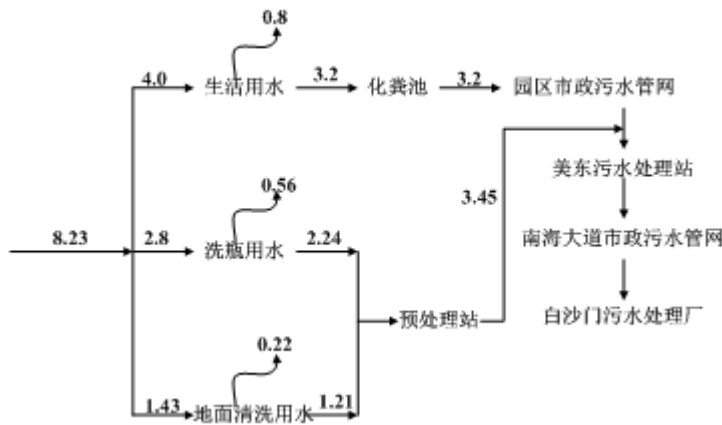 0.8
4.0
生活用水
3.2
化粪池
3.2
园区市政污水管网
美东污水处理站
0.56
3.45
8.23
2.8
洗瓶用水
2.24
南海大道市政污水管网
预处理站
白沙门污水处理厂
0.22
1.43
地面清洗用水
1.21